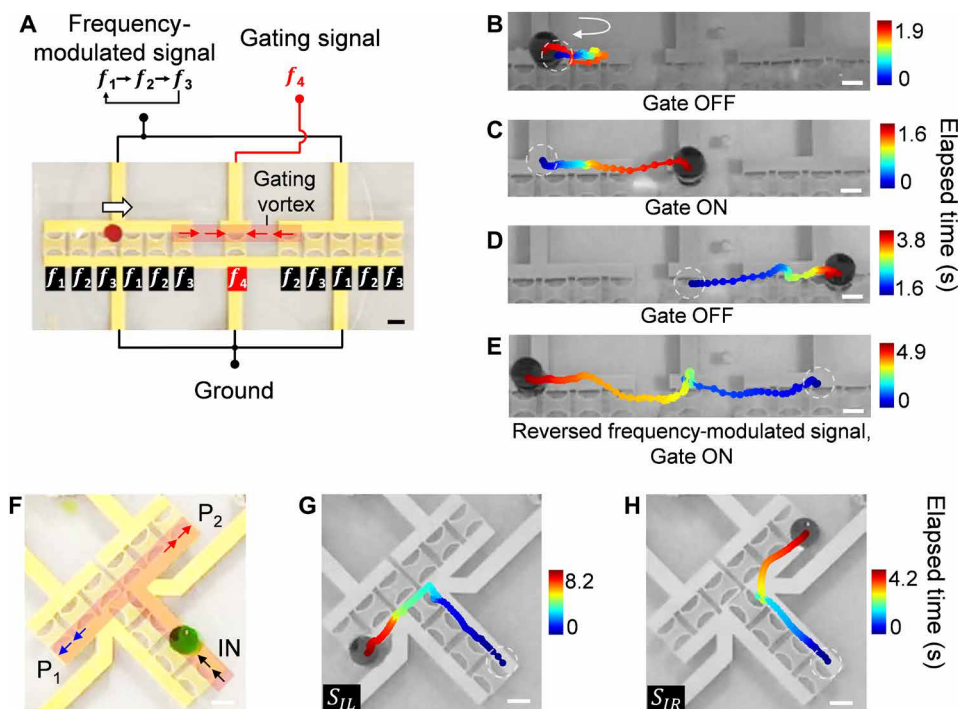 A
Frequency-
modulated signal
f₁→f₂→f₃
Gating signal
f₄
Gating
vortex
f₁ f₂ f₃ f₁ f₂ f₃ f₄ f₂ f₃ f₁ f₂ f₃
Ground
B
1.9
0
Gate OFF
C
1.6
0
Gate ON
D
3.8
1.6
Gate OFF
E
4.9
0
Reversed frequency-modulated signal,
Gate ON
Elapsed time (s)
F
P₂
P₁
IN
G
8.2
0
S_IL
H
4.2
0
S_IR
Elapsed time (s)